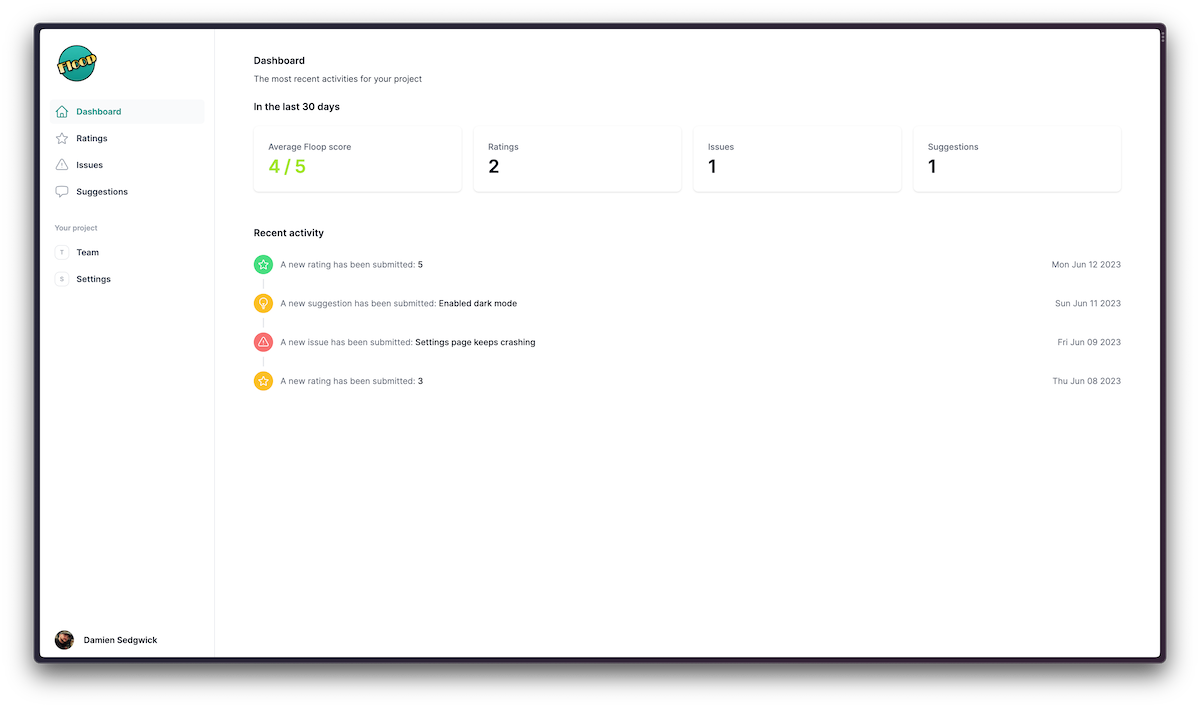 Floop
Dashboard
Ratings
Issues
Suggestions
Your project
T Team
S Settings
Damien Sedgwick
Dashboard
The most recent activities for your project
In the last 30 days
Average Floop score
4 / 5
Ratings
2
Issues
1
Suggestions
1
Recent activity
A new rating has been submitted: 5 Mon Jun 12 2023
A new suggestion has been submitted: Enabled dark mode Sun Jun 11 2023
A new issue has been submitted: Settings page keeps crashing Fri Jun 09 2023
A new rating has been submitted: 3 Thu Jun 08 2023